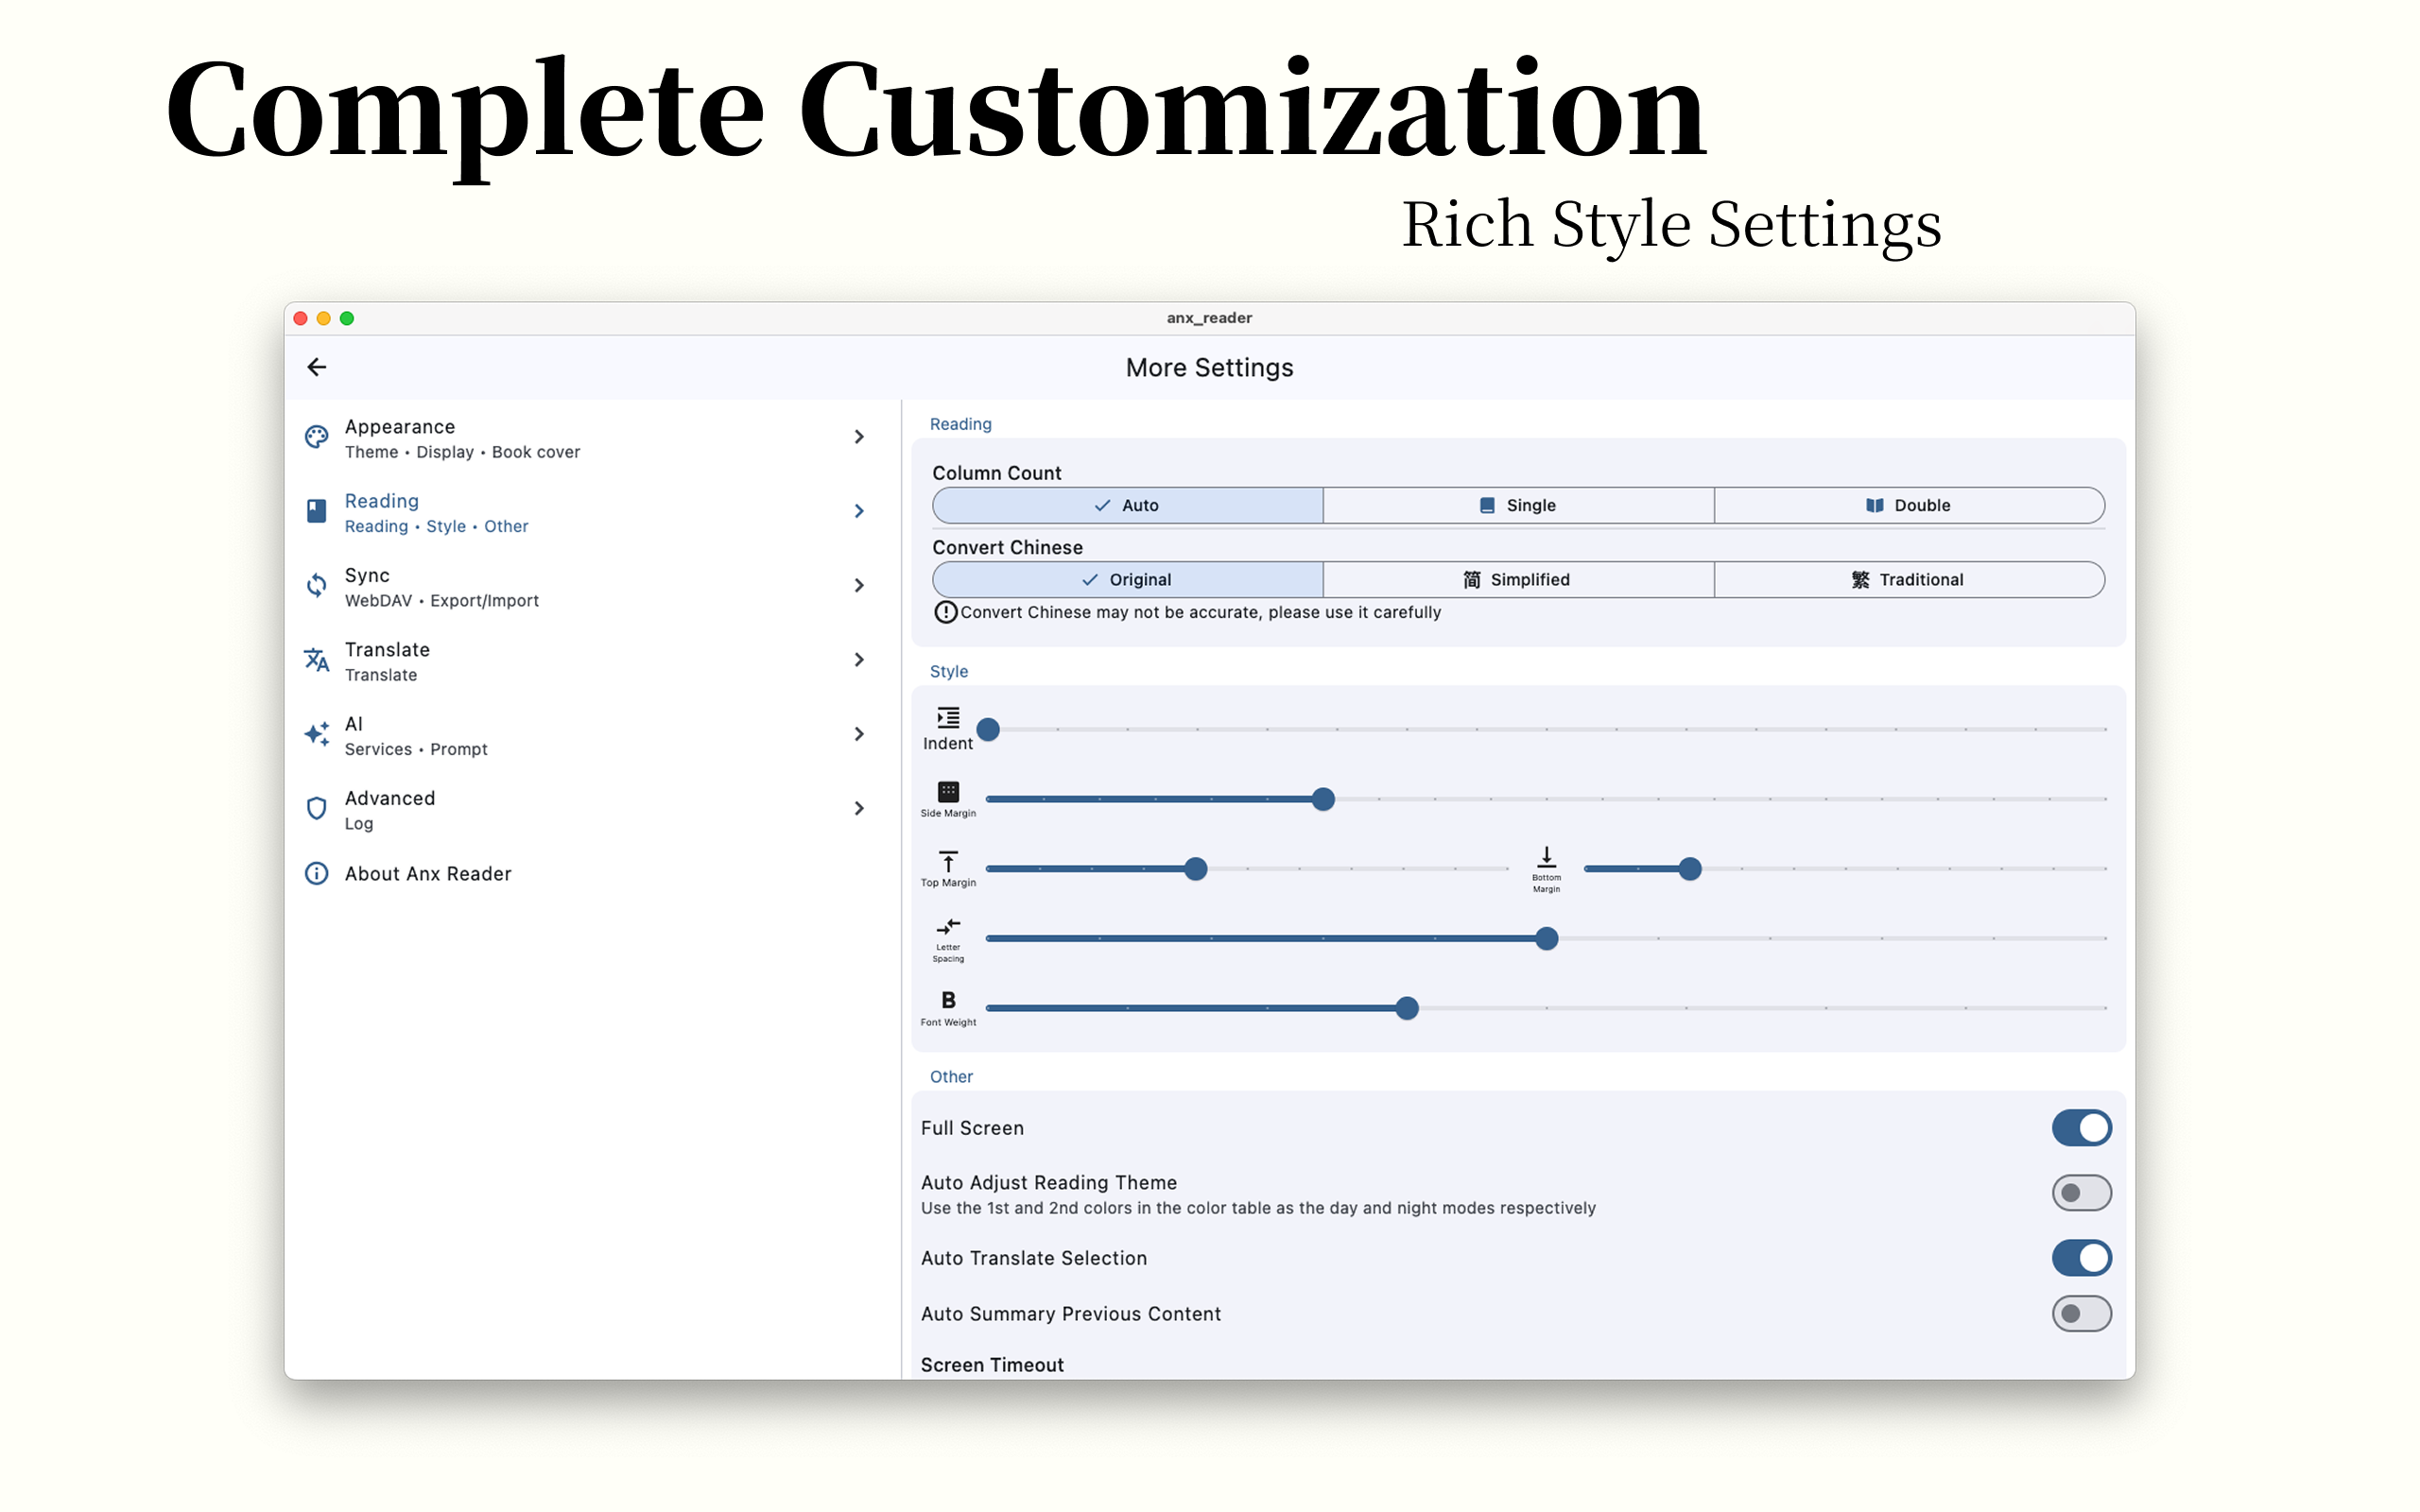 Complete Customization
Rich Style Settings
anx_reader
More Settings
Appearance
Theme • Display • Book cover
Reading
Reading • Style • Other
Sync
WebDAV • Export/Import
Translate
Translate
AI
Services • Prompt
Advanced
Log
About Anx Reader
Reading
Column Count
Auto
Single
Double
Convert Chinese
Original
简 Simplified
繁 Traditional
Convert Chinese may not be accurate, please use it carefully
Style
Indent
Side Margin
Top Margin
Bottom
Margin
Letter
Spacing
B
Font Weight
Other
Full Screen
Auto Adjust Reading Theme
Use the 1st and 2nd colors in the color table as the day and night modes respectively
Auto Translate Selection
Auto Summary Previous Content
Screen Timeout